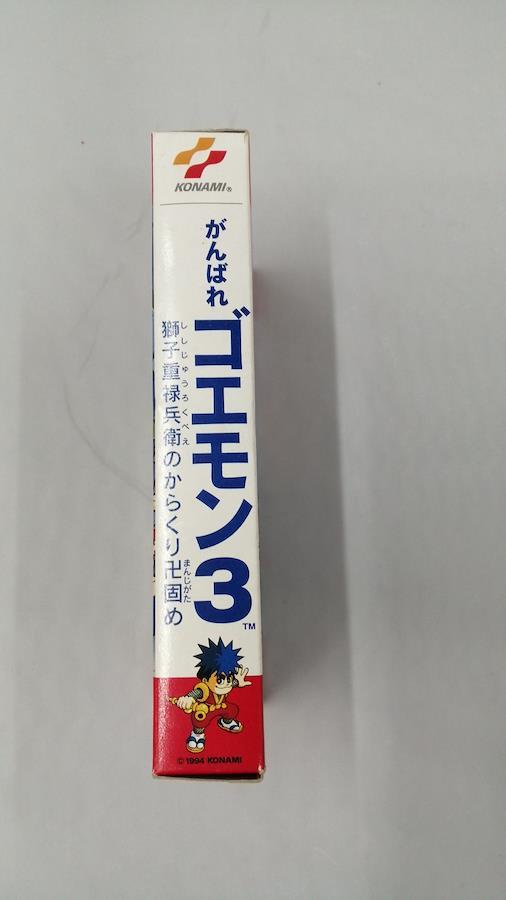 KONAMI®
がんばれ
ゴエモン3™
獅子重禄兵衛のからくり卍固め
ししじゅうろくべえ
まんじがた
© 1994 KONAMI